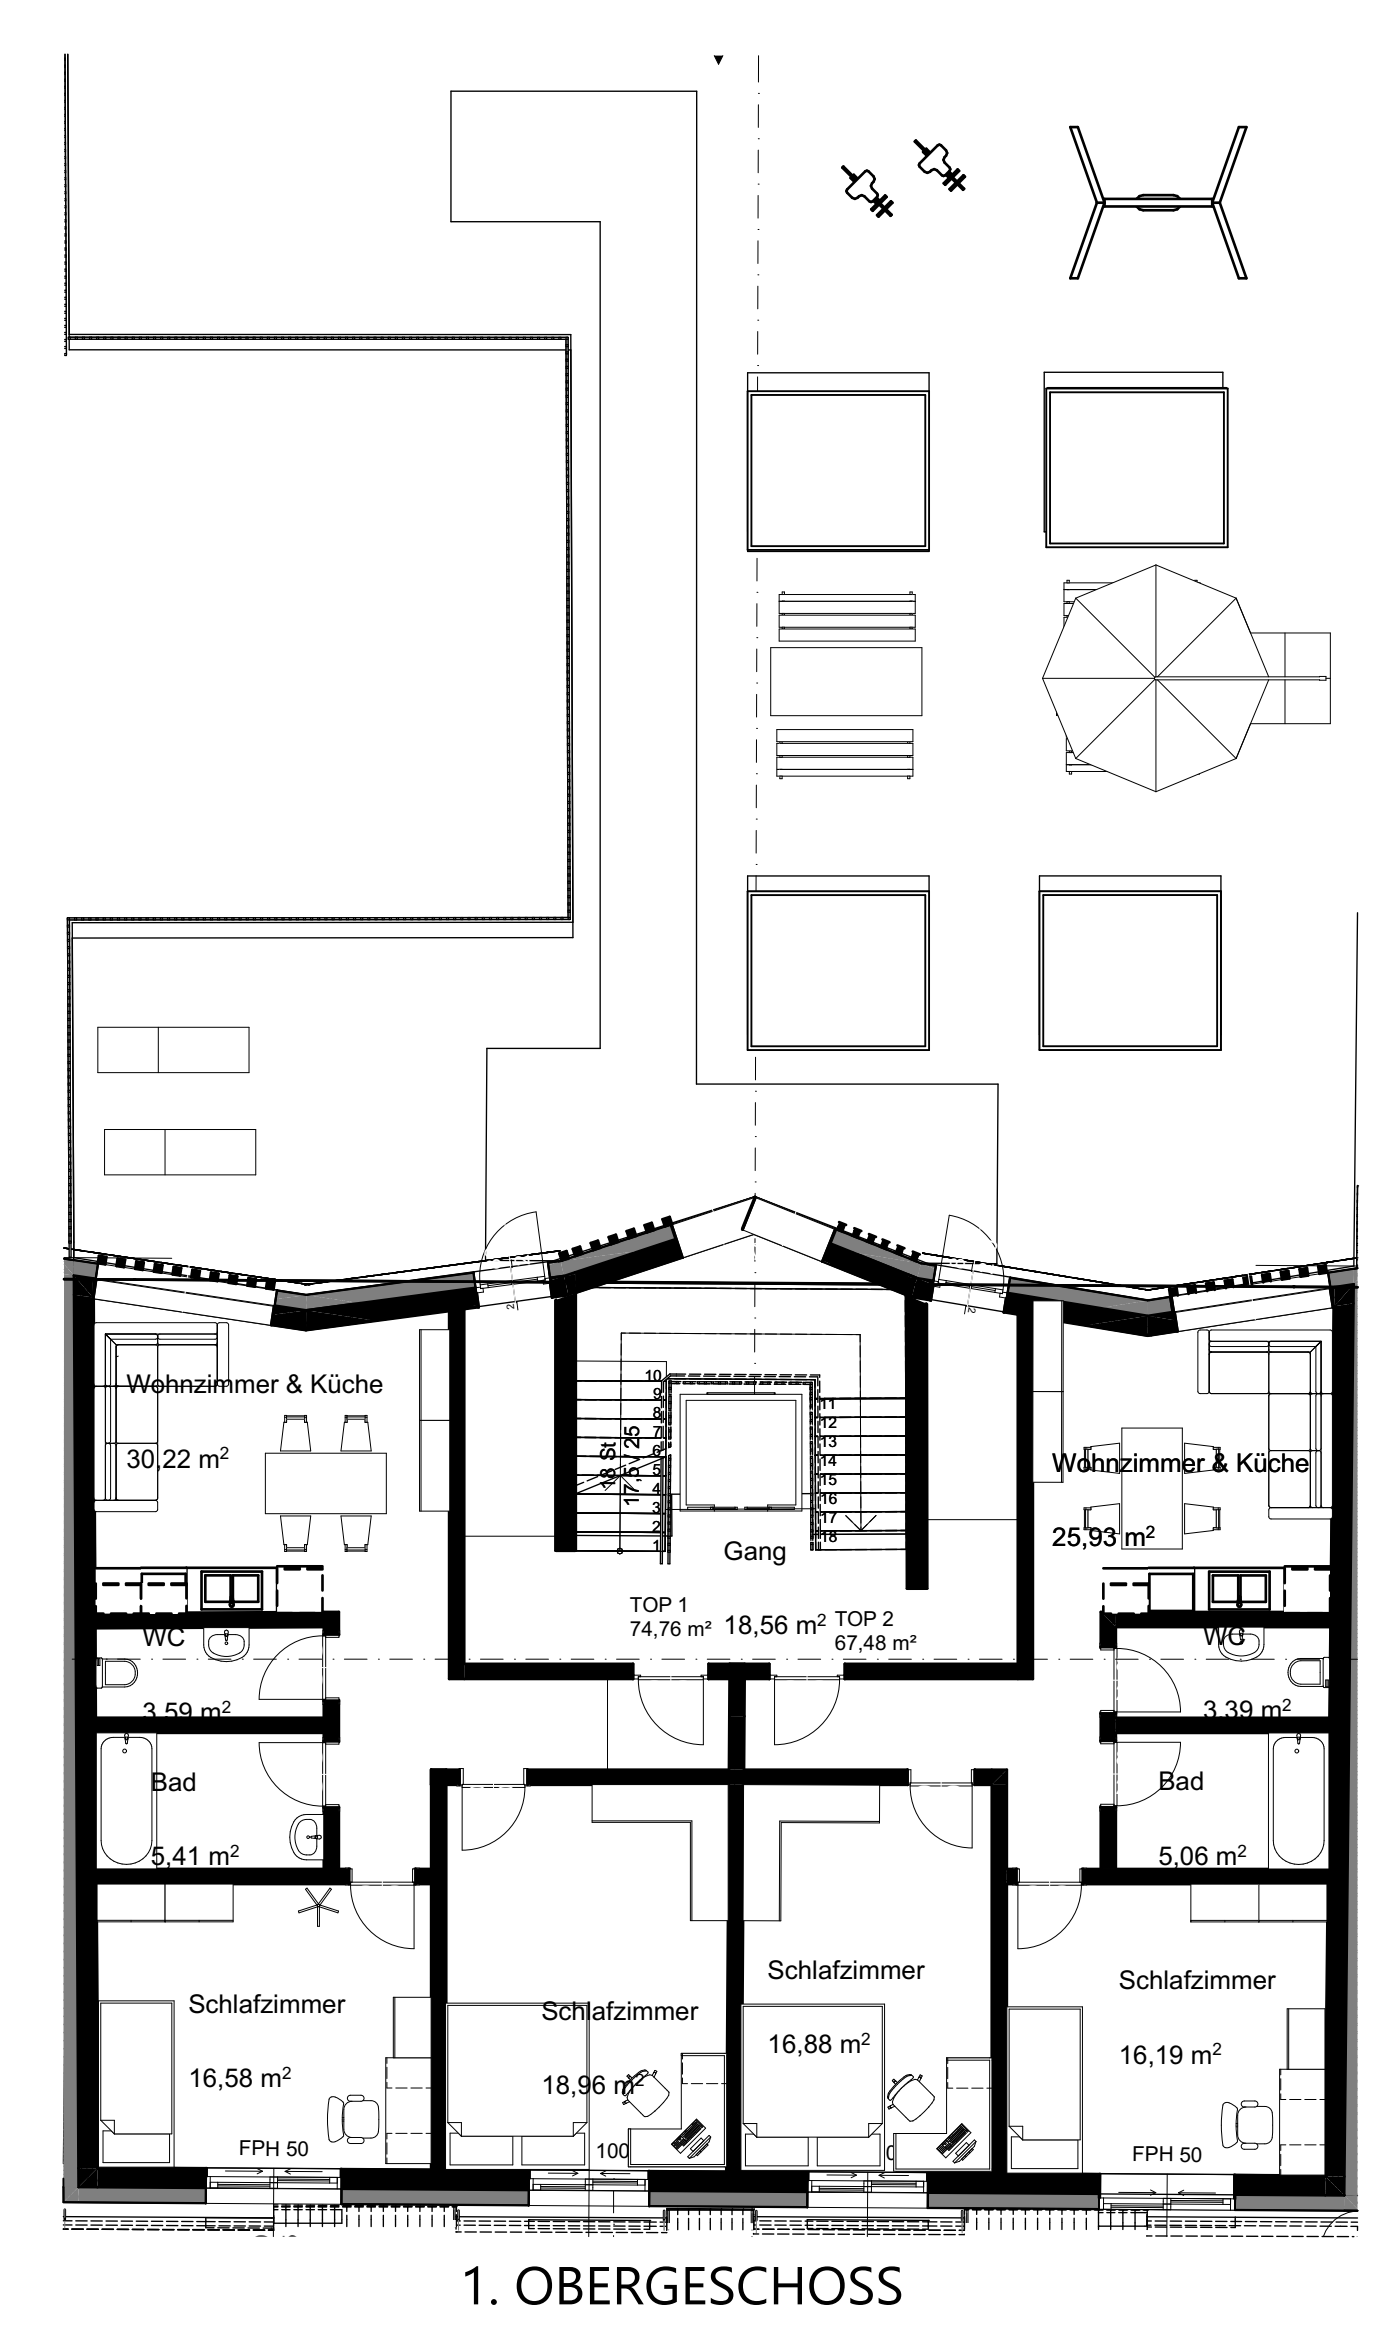 Wohnzimmer & Küche
30,22 m²
10
9
8
7
6
5
4
3
2
1
18 St
17,5 / 25
11
12
13
14
15
16
17
18
Gang
18,56 m²
TOP 1
74,76 m²
TOP 2
67,48 m²
Wohnzimmer & Küche
25,93 m²
WC
3,59 m²
WC
3,39 m²
Bad
5,41 m²
Bad
5,06 m²
Schlafzimmer
16,58 m²
FPH 50
Schlafzimmer
18,96 m²
100
Schlafzimmer
16,88 m²
Schlafzimmer
16,19 m²
FPH 50
1. OBERGESCHOSS